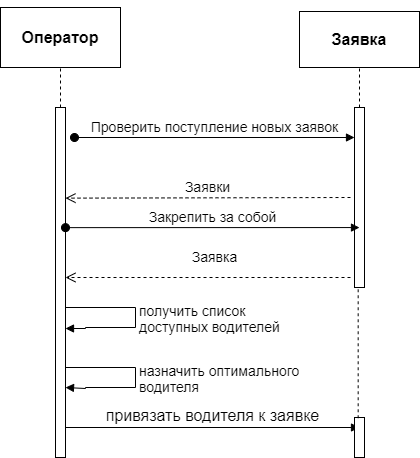 Оператор
Заявка
Проверить поступление новых заявок
Заявки
Закрепить за собой
Заявка
получить список
доступных водителей
назначить оптимального
водителя
привязать водителя к заявке